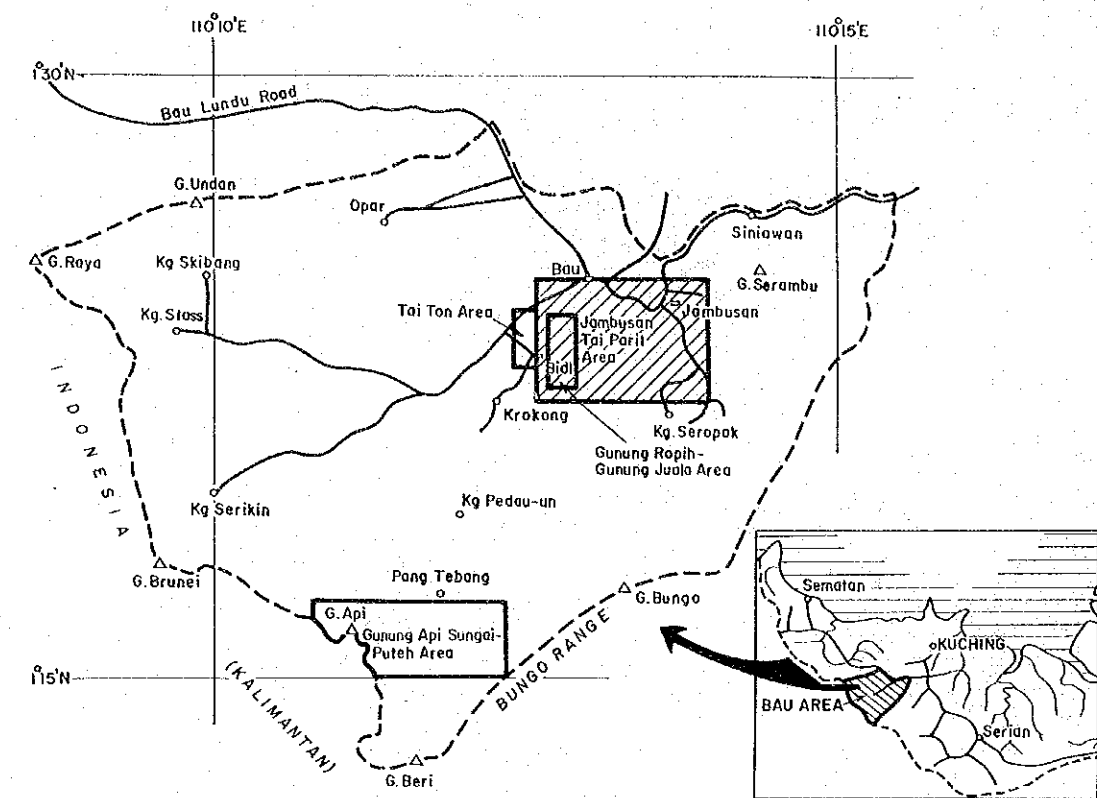 110°10'E
110°15'E
1°30'N
Bau Lundu Road
G.Undan
Opar
Siniawan
G.Raya
Kg Skibang
Bau
G.Serambu
Kg. Stass
Tai Ton Area
Jambusan
Jambusan
Tai Parit
Area
Bidi
Krokong
Kg. Seropak
Gunung Ropih-
Gunung Juala Area
INDONESIA
Kg Serikin
Kg Pedau-un
G. Brunei
Pang Tebang
G.Bungo
G. Api
Gunung Api Sungai-
Puteh Area
1°15'N
(KALIMANTAN)
BUNGO RANGE
G.Beri
Sematan
KUCHING
BAU AREA
Serian